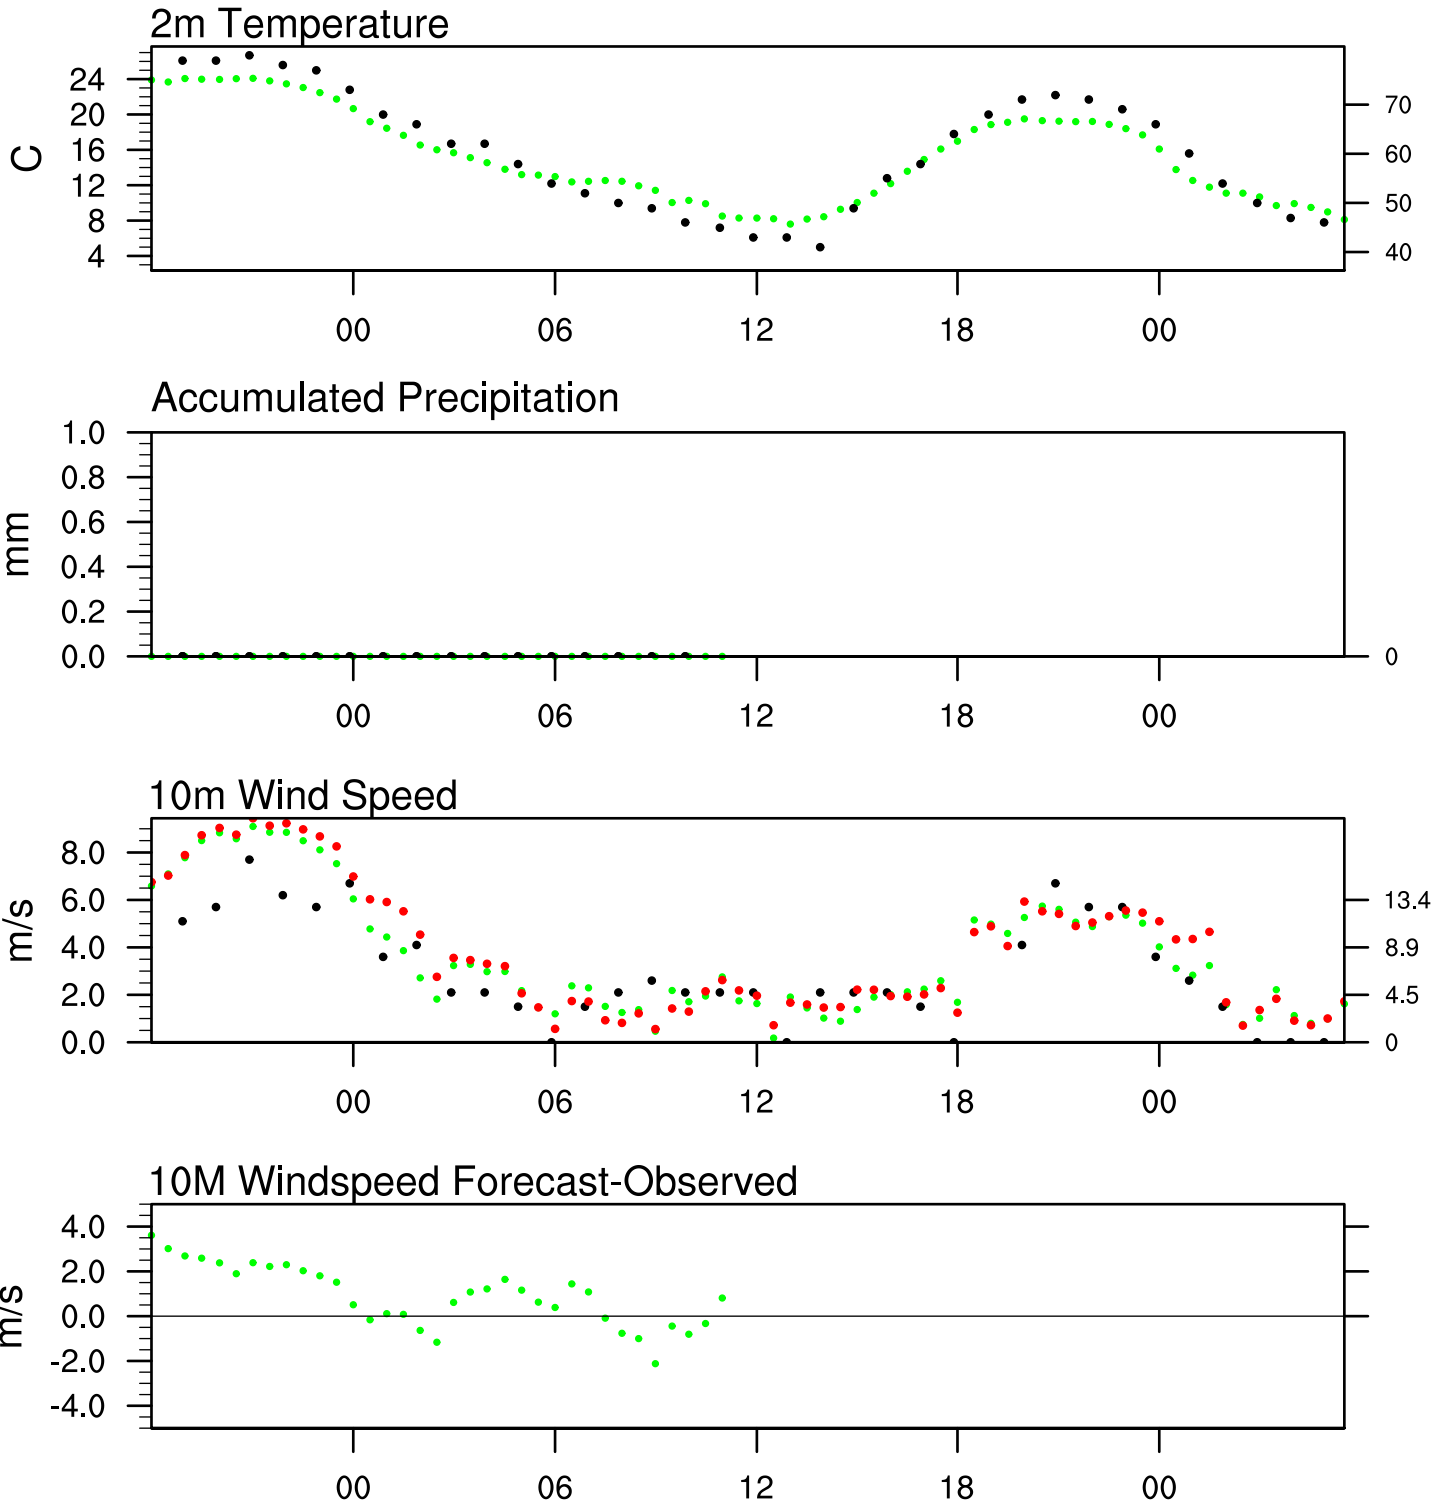 2m Temperature
C
24
20
16
12
8
4
70
60
50
40
00 06 12 18 00
Accumulated Precipitation
mm
1.0
0.8
0.6
0.4
0.2
0.0
0
00 06 12 18 00
10m Wind Speed
m/s
8.0
6.0
4.0
2.0
0.0
13.4
8.9
4.5
0
00 06 12 18 00
10M Windspeed Forecast-Observed
m/s
4.0
2.0
0.0
-2.0
-4.0
00 06 12 18 00